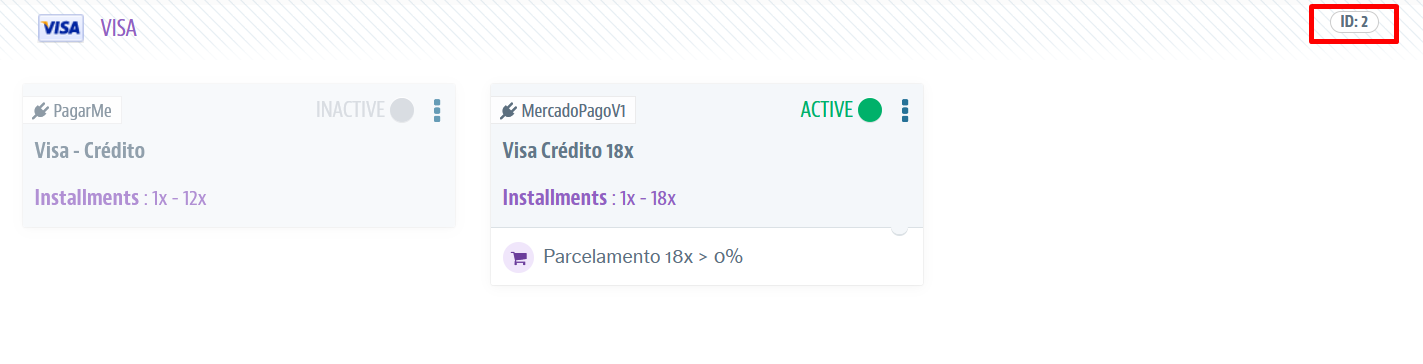 VISA VISA ID: 2
PagarMe INACTIVE
Visa - Crédito
Installments : 1x - 12x
MercadoPagoV1 ACTIVE
Visa Crédito 18x
Installments : 1x - 18x
Parcelamento 18x > 0%